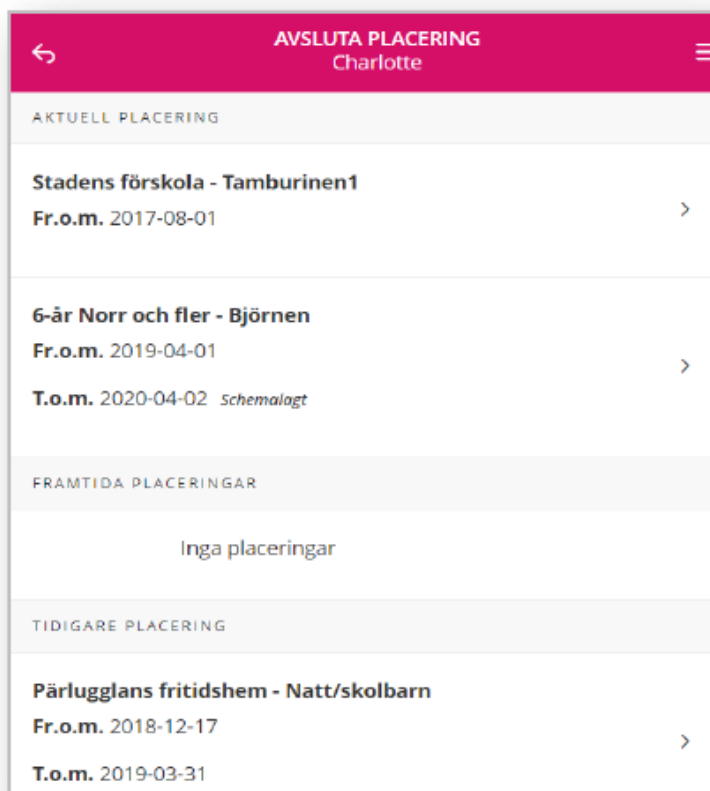 AVSLUTA PLACERING
Charlotte
AKTUELL PLACERING
Stadens förskola - Tamburinen1
Fr.o.m. 2017-08-01
6-år Norr och fler - Björnen
Fr.o.m. 2019-04-01
T.o.m. 2020-04-02 Schemalagt
FRAMTIDA PLACERINGAR
Inga placeringar
TIDIGARE PLACERING
Pärlugglans fritidshem - Natt/skolbarn
Fr.o.m. 2018-12-17
T.o.m. 2019-03-31